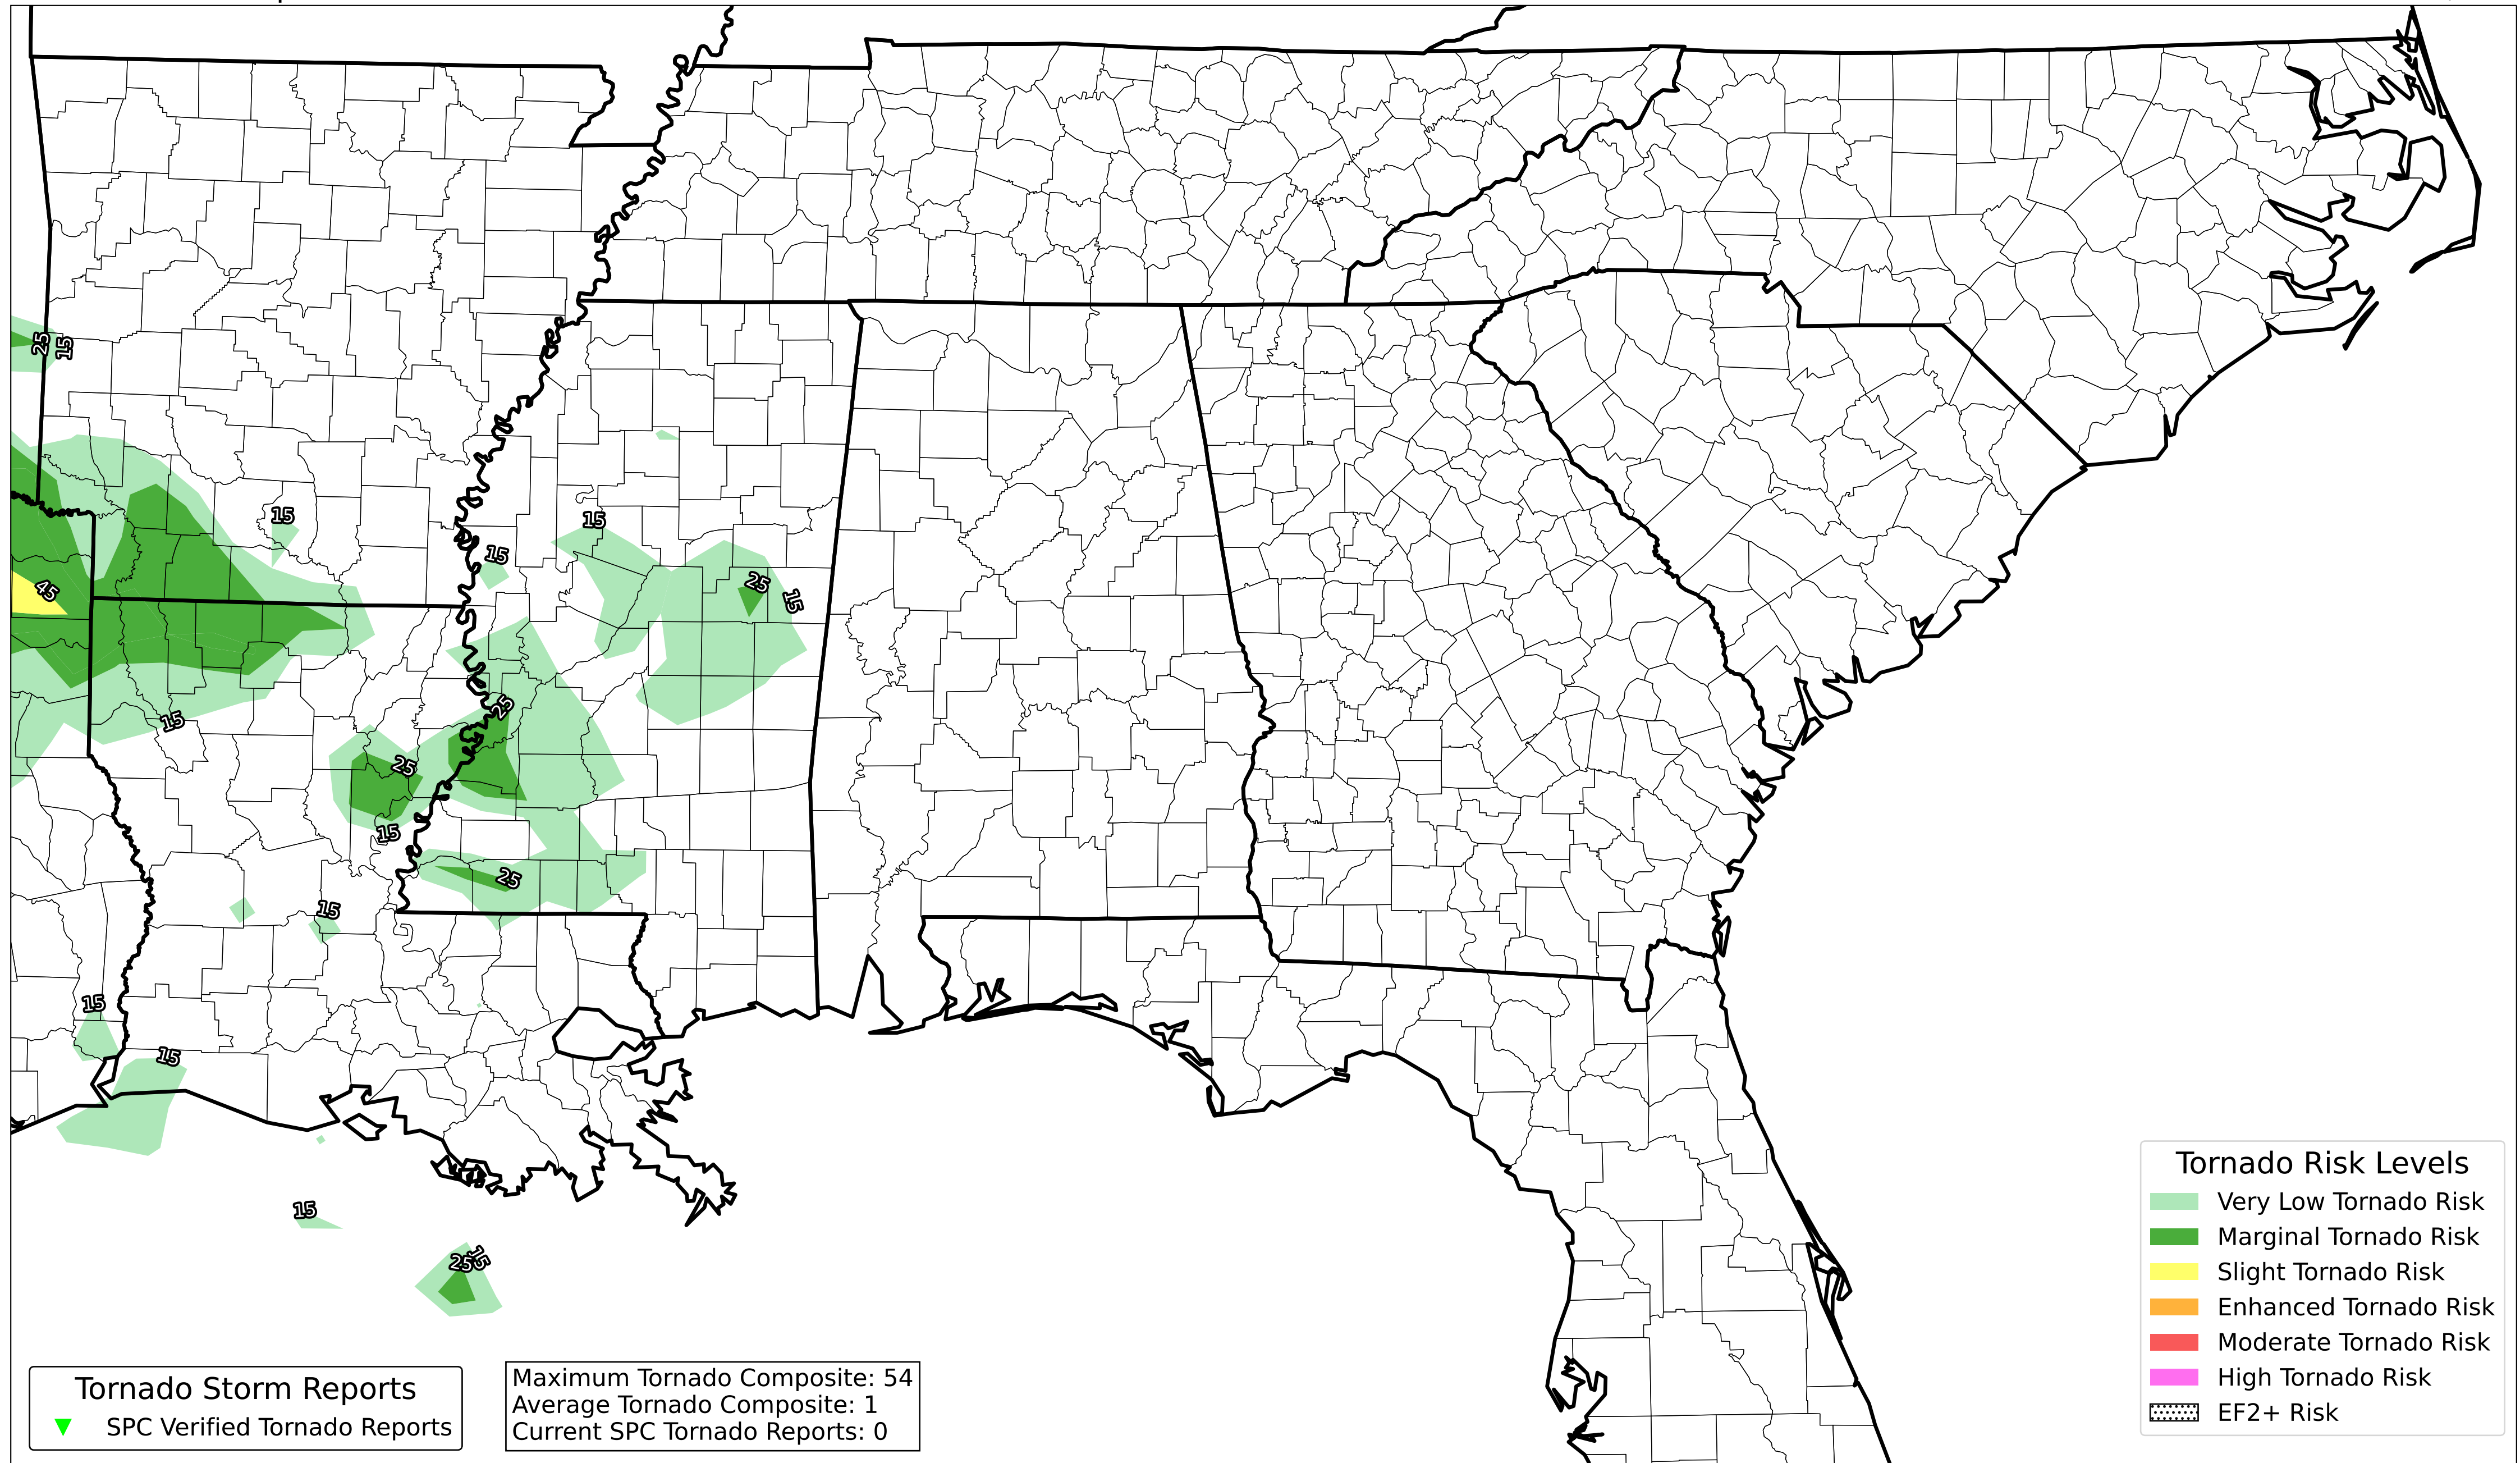 25
15
15
15
15
45
25
15
25
15
25
15
25
15
15
15
15
25
15
Tornado Risk Levels
Very Low Tornado Risk
Marginal Tornado Risk
Slight Tornado Risk
Enhanced Tornado Risk
Moderate Tornado Risk
High Tornado Risk
EF2+ Risk
Tornado Storm Reports
SPC Verified Tornado Reports
Maximum Tornado Composite: 54
Average Tornado Composite: 1
Current SPC Tornado Reports: 0